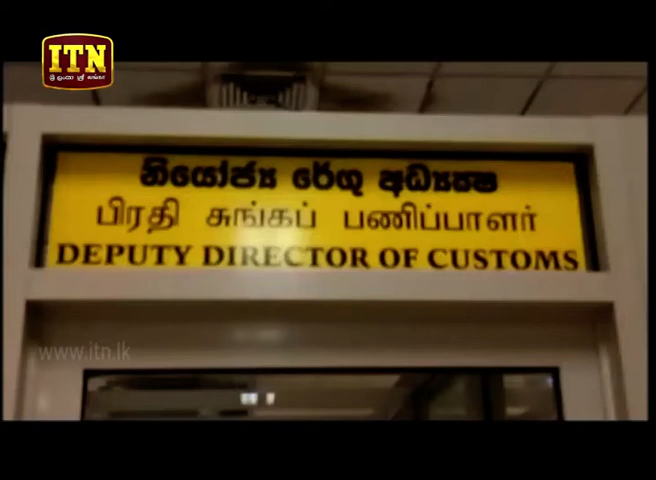 ITN
නියෝජ්‍ය රේගු අධ්‍යක්ෂ
பிரதி சுங்கப் பணிப்பாளர்
DEPUTY DIRECTOR OF CUSTOMS
www.itn.lk